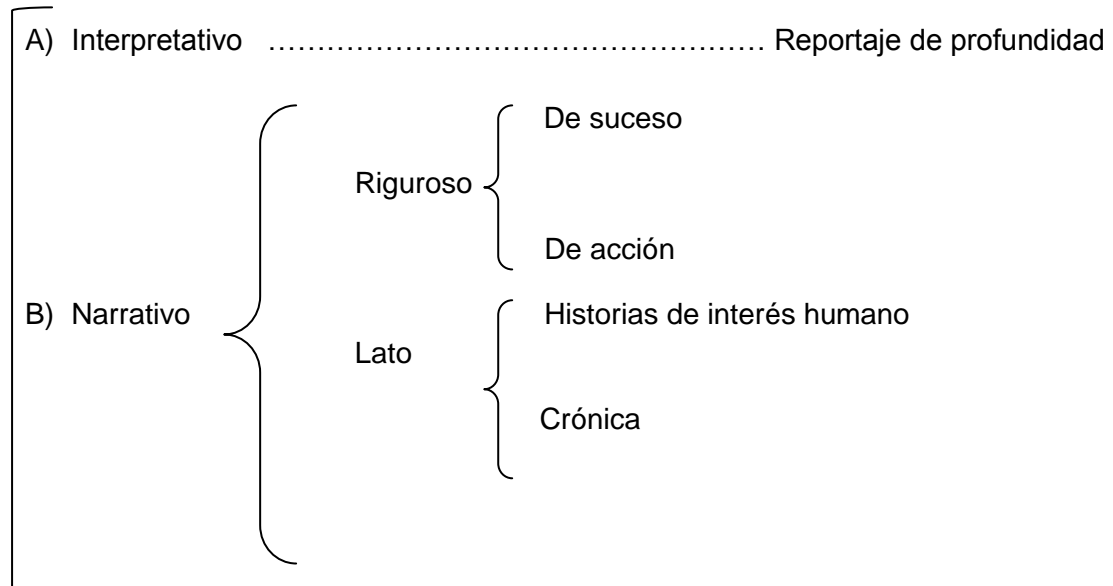 A) Interpretativo ………………………………………… Reportaje de profundidad
De suceso
Riguroso
De acción
B) Narrativo
Historias de interés humano
Lato
Crónica